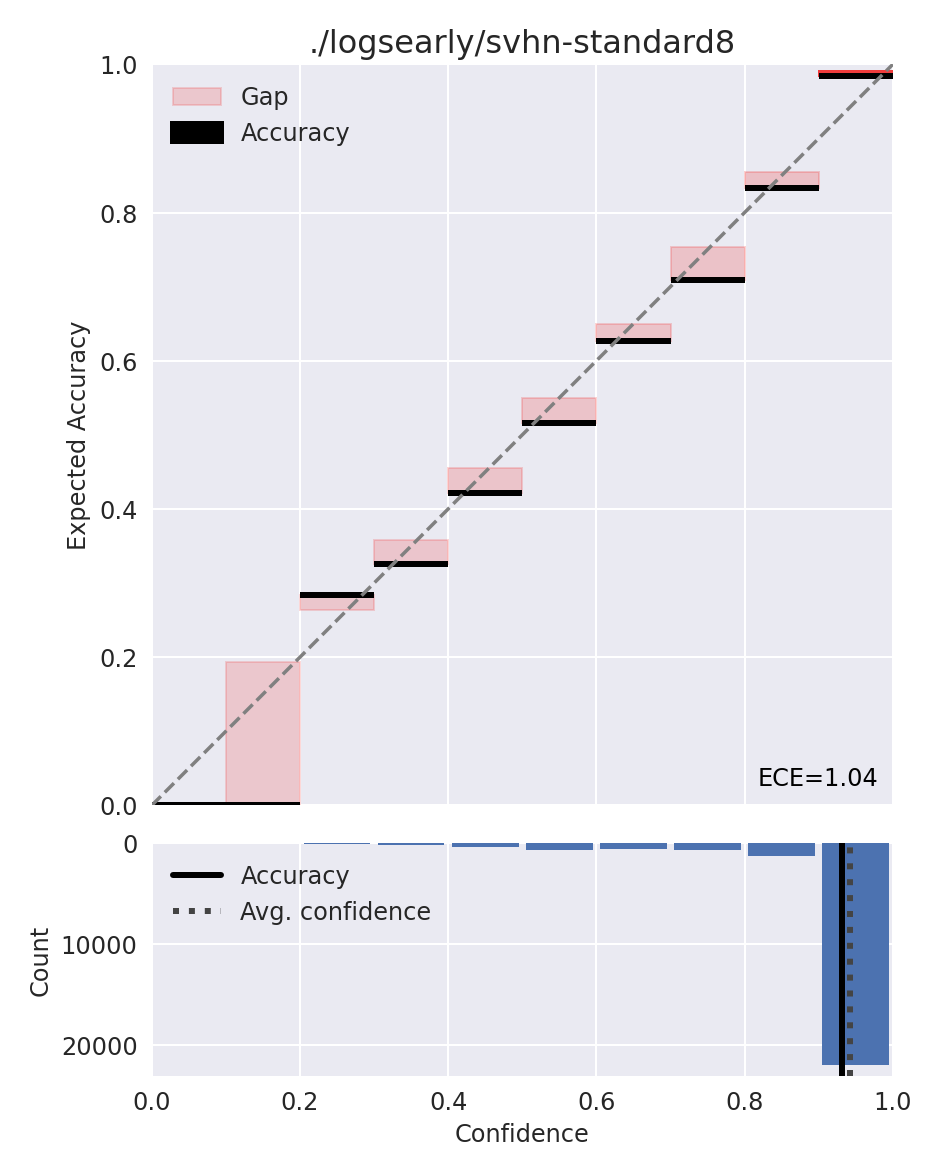 ./logsearly/svhn-standard8
1.0
Gap
Accuracy
0.8
0.6
Expected Accuracy
0.4
0.2
ECE=1.04
0.0
0
Accuracy
Avg. confidence
10000
Count
20000
0.0 0.2 0.4 0.6 0.8 1.0
Confidence